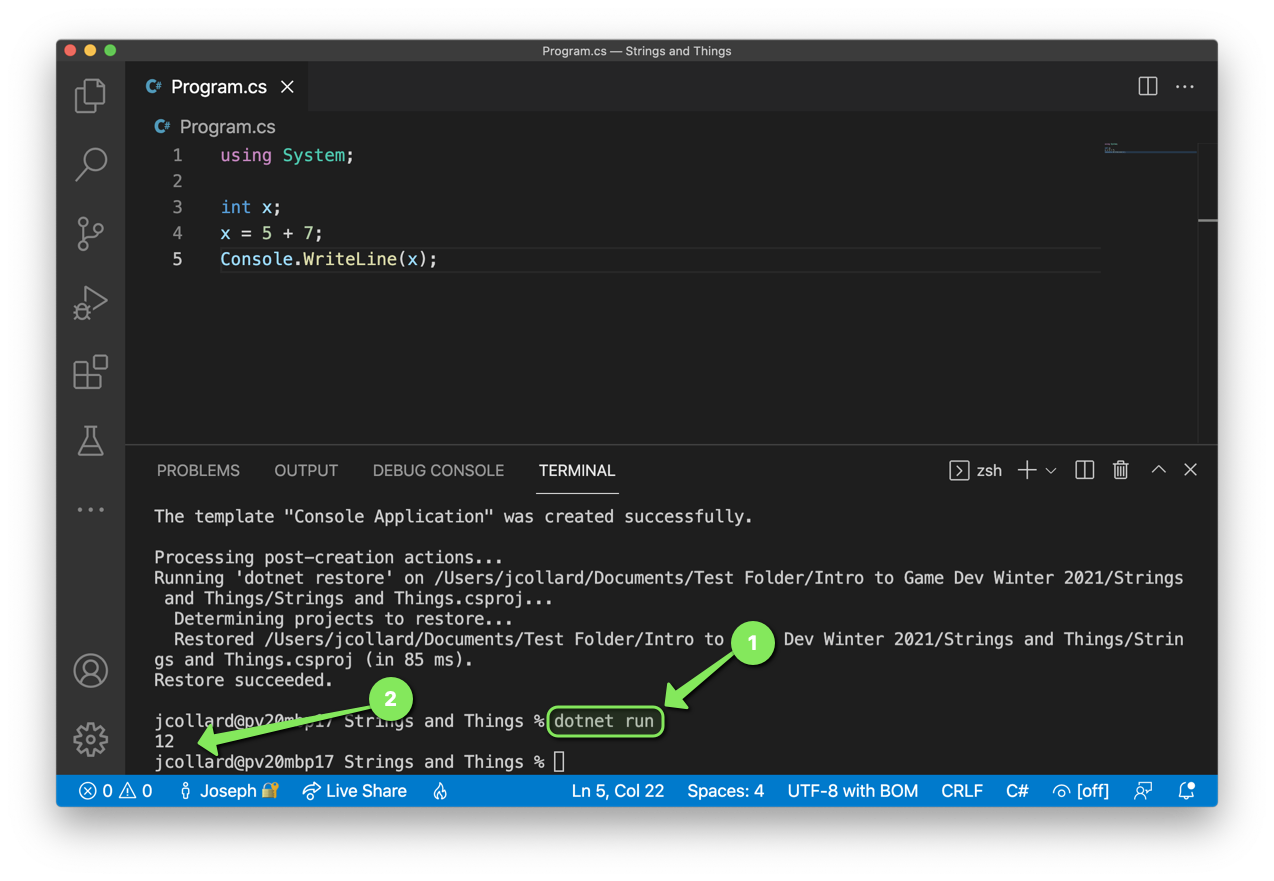 Program.cs — Strings and Things
C# Program.cs
C# Program.cs
1 using System;
2
3 int x;
4 x = 5 + 7;
5 Console.WriteLine(x);
PROBLEMS OUTPUT DEBUG CONSOLE TERMINAL zsh
The template "Console Application" was created successfully.
Processing post-creation actions...
Running 'dotnet restore' on /Users/jcollard/Documents/Test Folder/Intro to Game Dev Winter 2021/Strings
and Things/Strings and Things.csproj...
Determining projects to restore...
Restored /Users/jcollard/Documents/Test Folder/Intro to 1 Dev Winter 2021/Strings and Things/Strin
gs and Things.csproj (in 85 ms).
Restore succeeded.
2
jcollard@pv20mbp17 Strings and Things % dotnet run
12
jcollard@pv20mbp17 Strings and Things %
0 0 Joseph Live Share Ln 5, Col 22 Spaces: 4 UTF-8 with BOM CRLF C# [off]